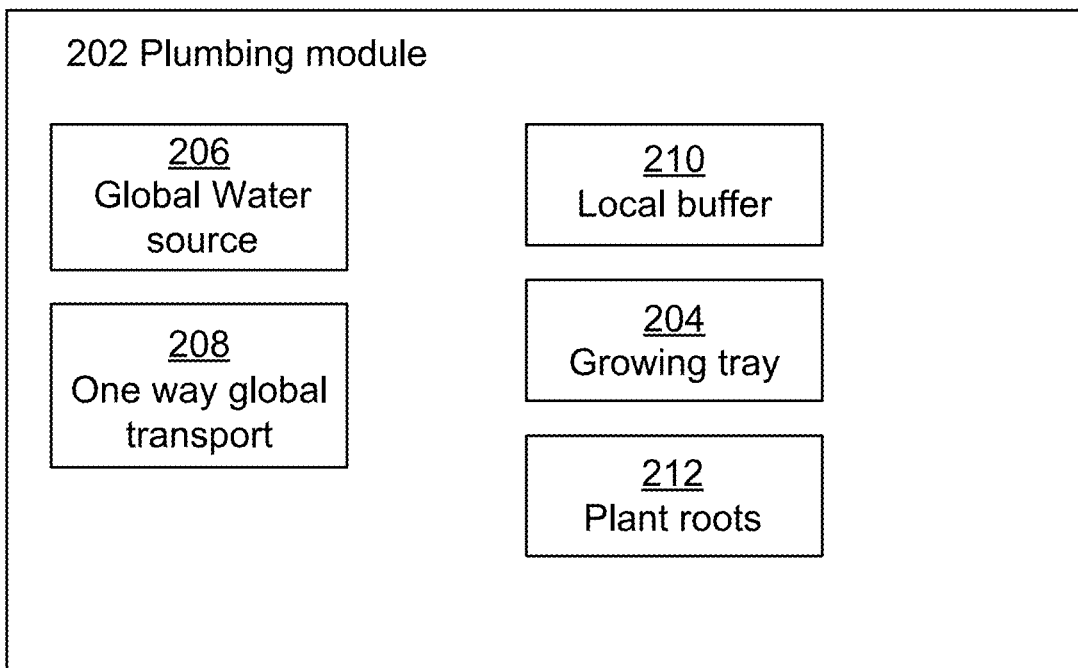 202 Plumbing module
206
Global Water
source
208
One way global
transport
210
Local buffer
204
Growing tray
212
Plant roots